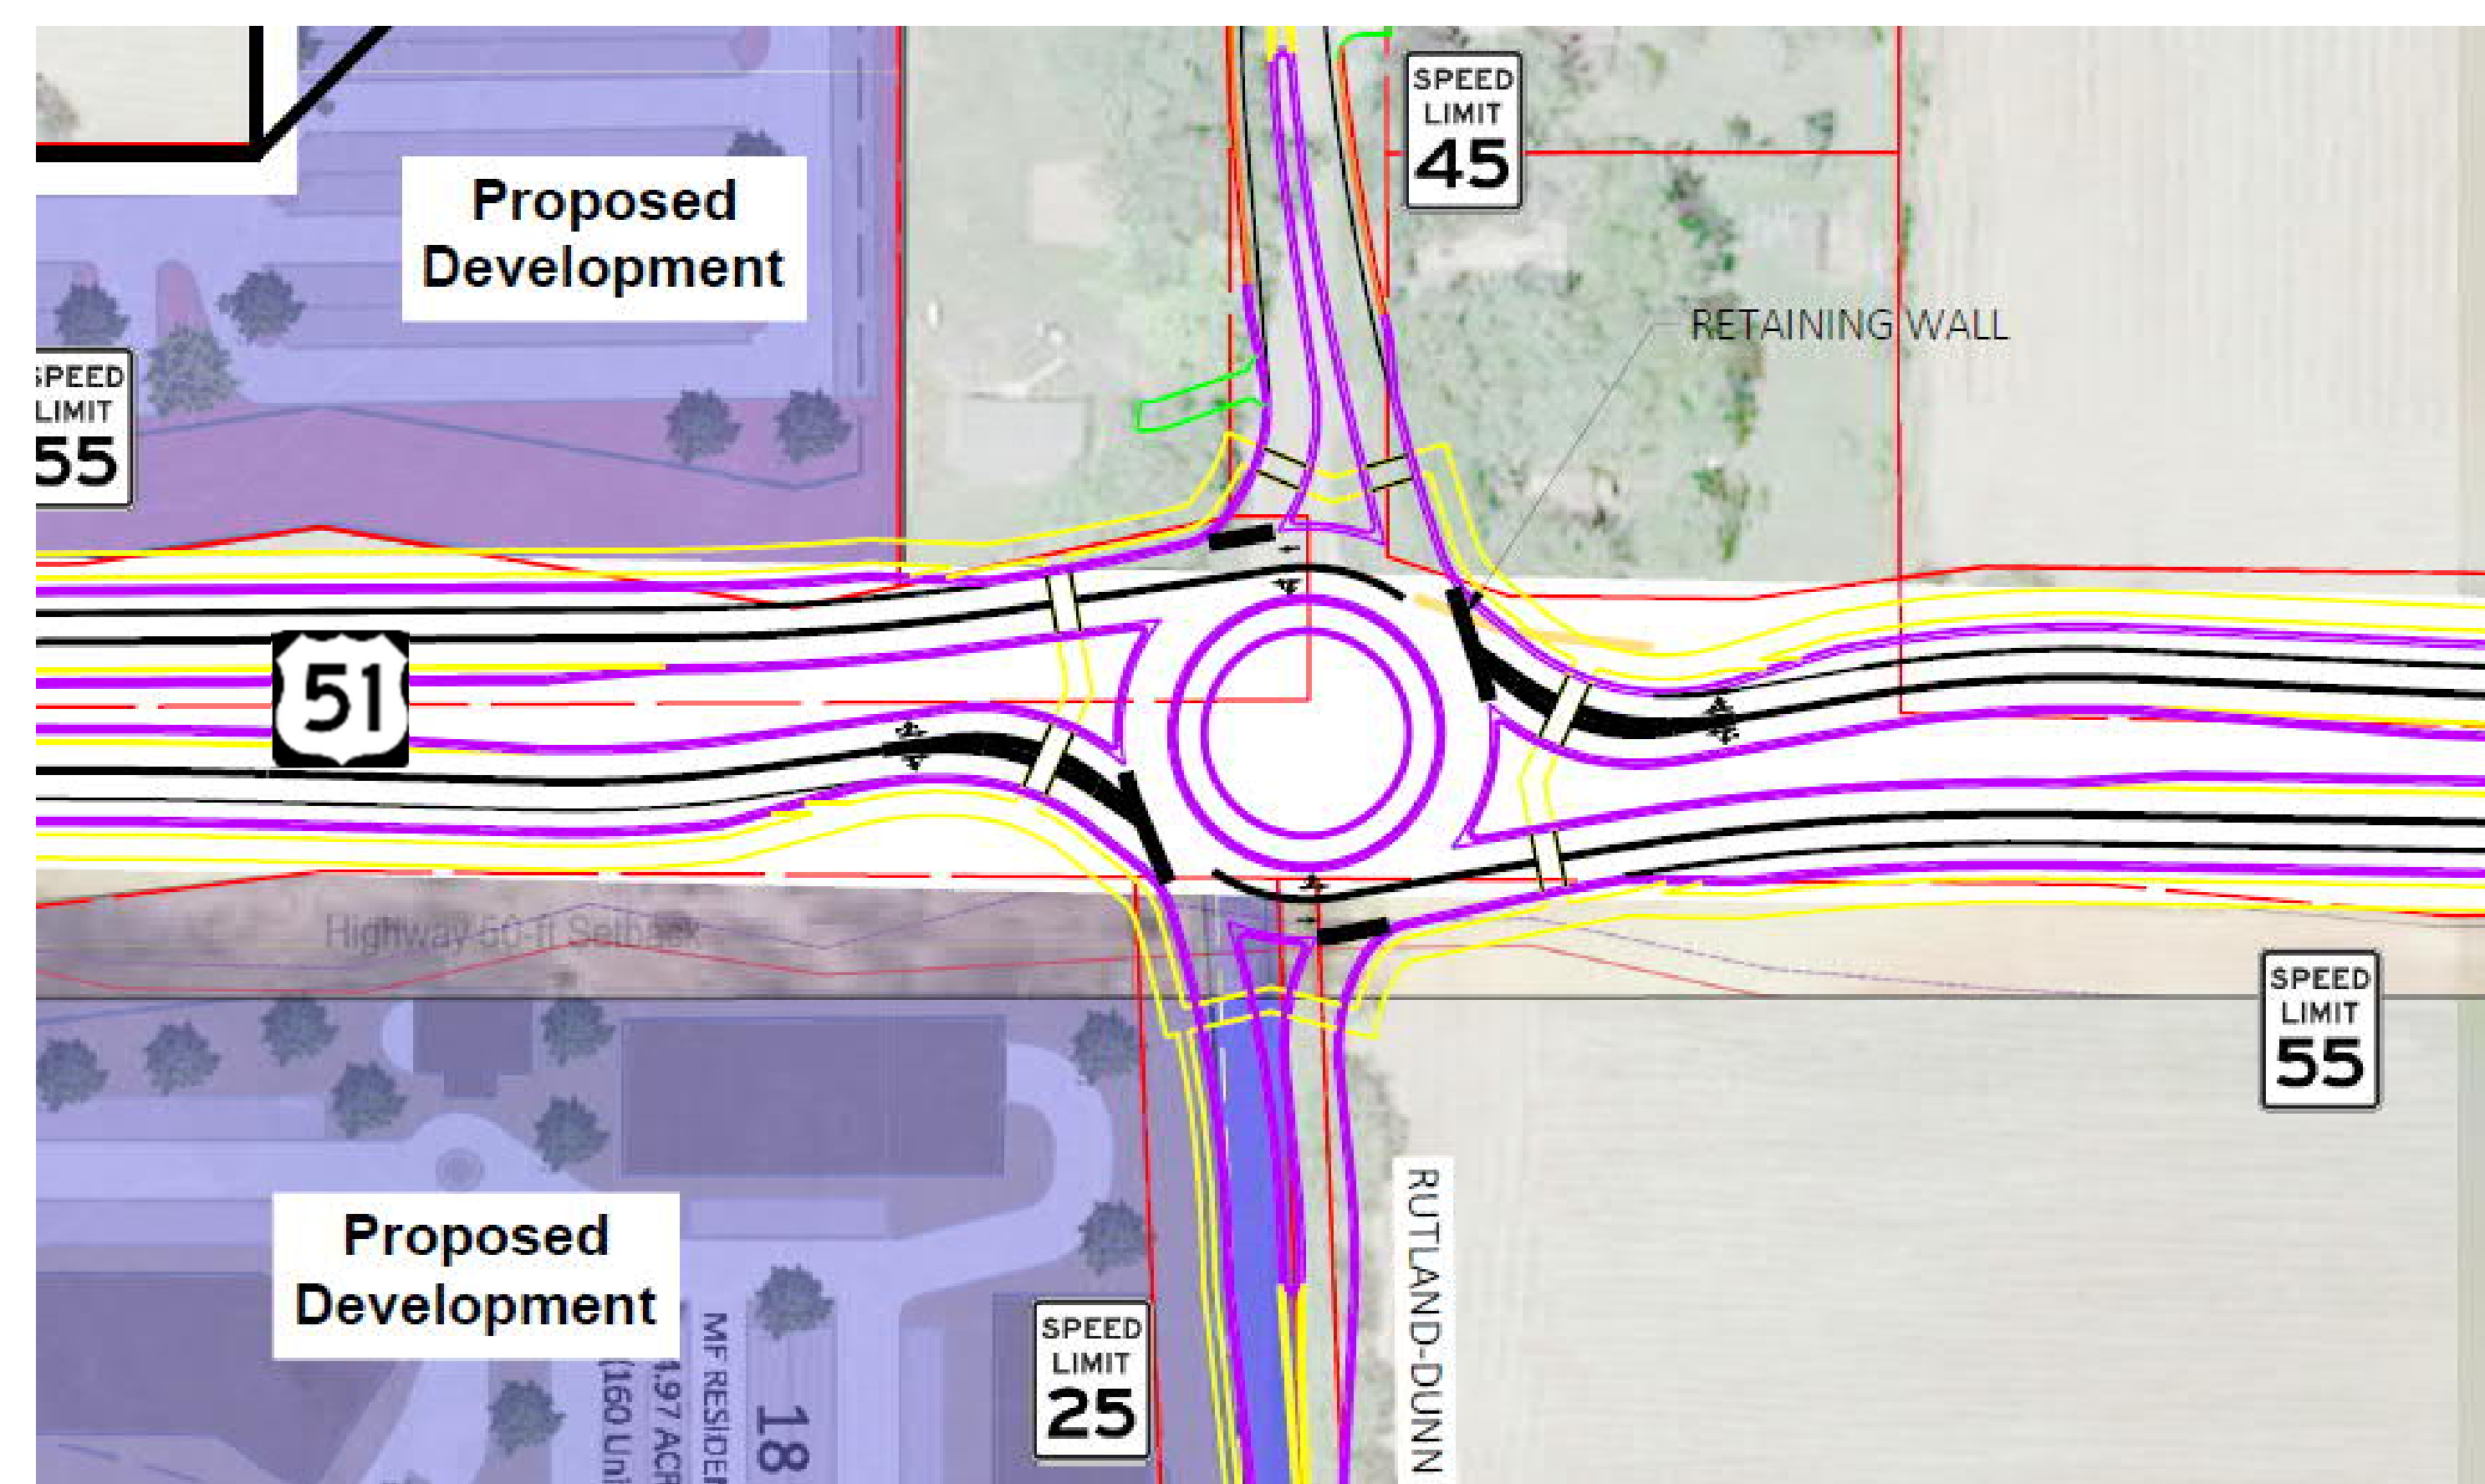 SPEED
LIMIT
45
Proposed
Development
RETAINING WALL
SPEED
LIMIT
55
51
Highway 50-ft Setback
SPEED
LIMIT
55
Proposed
Development
SPEED
LIMIT
25
RUTLAND-DUNN
18
MF RESIDE
4.97 ACR
(160 Uni